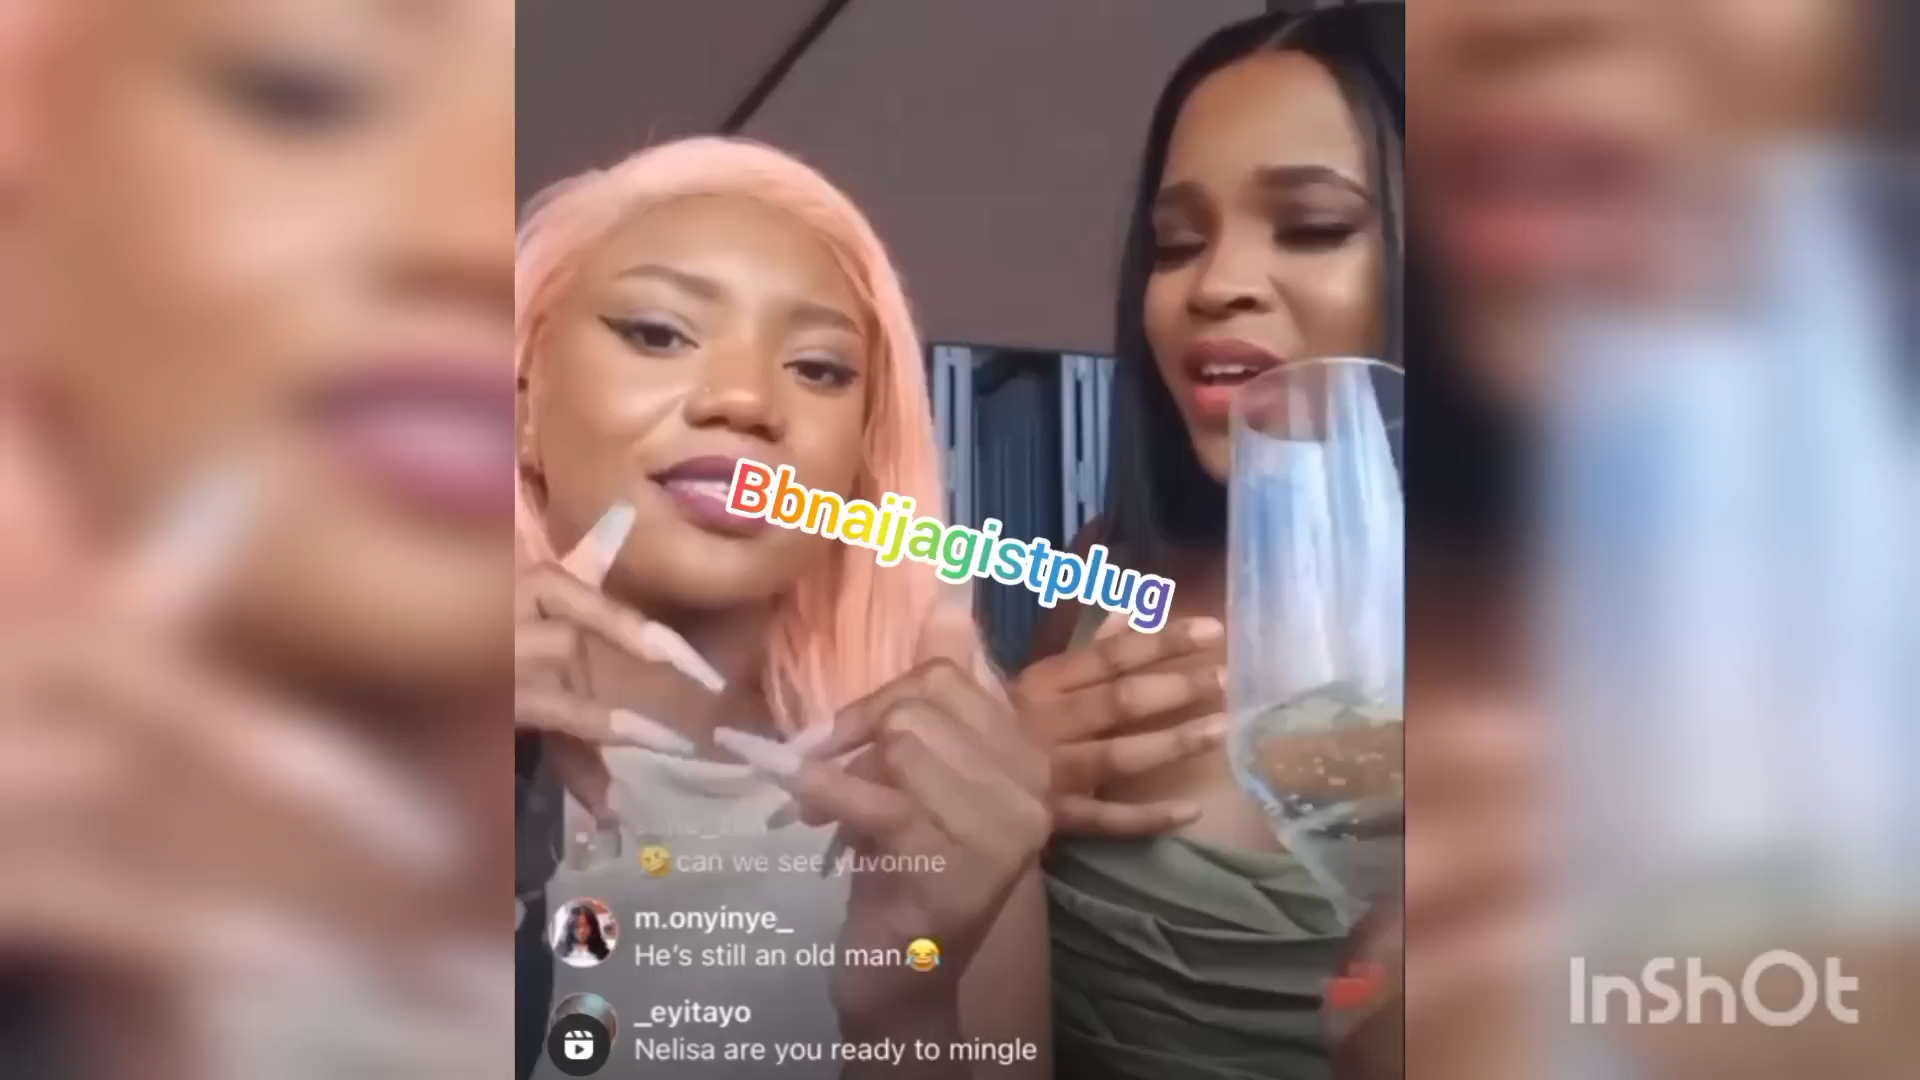 Bbnaijagistplug
🤣can we see yuvonne
m.onyinye_
He's still an old man😂
_eyitayo
Nelisa are you ready to mingle
InShOt